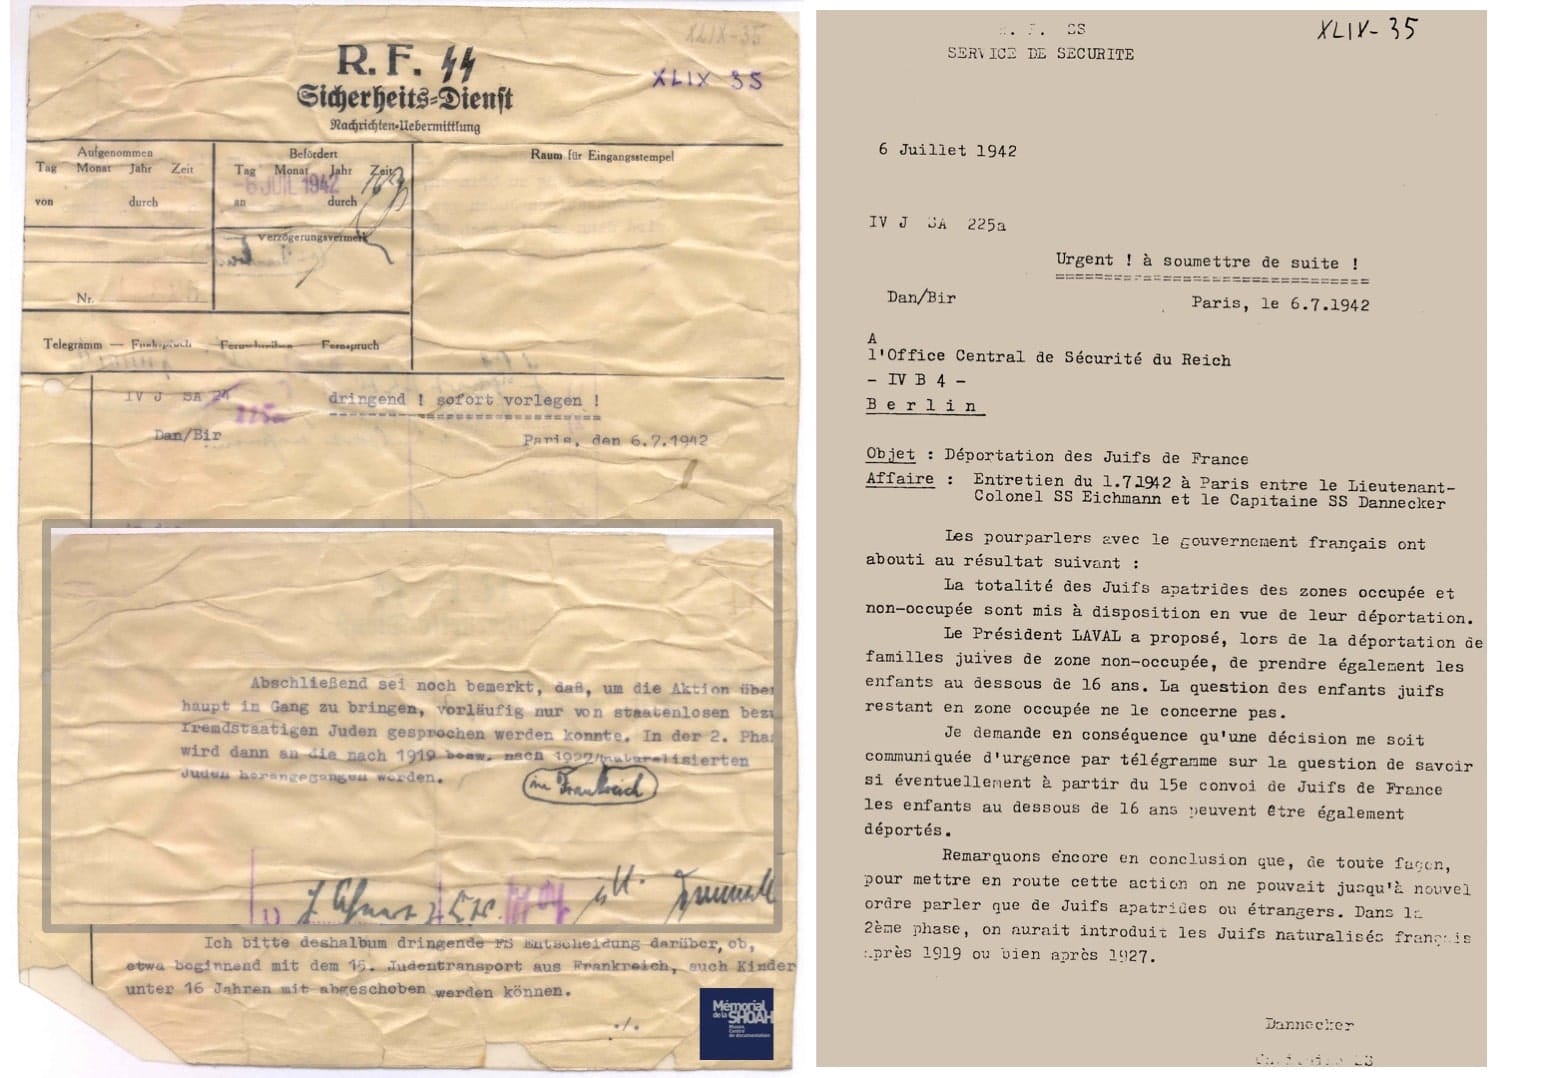 XLIX-35
R. F. SS
Sicherheits-Dienst
Nachrichten-Uebermittlung
XLIX 35
Aufgenommen
Tag Monat Jahr Zeit
von durch
Befördert
Tag Monat Jahr Zeit
-6 JUIL 1942
an durch
Verzögerungsvermerk
Raum für Eingangsstempel
Nr.
Telegramm — Funkspruch — Fernschreiben — Fernspruch
IV J SA 24
225a
dringend ! sofort vorlegen !
Dan/Bir
Paris, den 6.7.1942
Abschließend sei noch bemerkt, daß, um die Aktion über
haupt in Gang zu bringen, vorläufig nur von staatenlosen bezw
fremdstaatigen Juden gesprochen werden konnte. In der 2. Phas
wird dann an die nach 1919 besw. nach 1927/naturalisierten
Juden herangegangen werden.
in Frankreich
1)
Ich bitte deshalbum dringende FS Entscheidung darüber, ob,
etwa beginnend mit dem 15. Judentransport aus Frankreich, auch Kinder
unter 16 Jahren mit abgeschoben werden können.
./.
Mémorial
de la SHOAH
Musée,
Centre
de documentation
R. F. SS
SERVICE DE SECURITE
XLIX-35
6 Juillet 1942
IV J SA 225a
Urgent ! à soumettre de suite !
Dan/Bir
Paris, le 6.7.1942
A
l'Office Central de Sécurité du Reich
- IV B 4 -
Berlin
Objet : Déportation des Juifs de France
Affaire : Entretien du 1.7.1942 à Paris entre le Lieutenant-
Colonel SS Eichmann et le Capitaine SS Dannecker
Les pourparlers avec le gouvernement français ont
abouti au résultat suivant :
La totalité des Juifs apatrides des zones occupée et
non-occupée sont mis à disposition en vue de leur déportation.
Le Président LAVAL a proposé, lors de la déportation de
familles juives de zone non-occupée, de prendre également les
enfants au dessous de 16 ans. La question des enfants juifs
restant en zone occupée ne le concerne pas.
Je demande en conséquence qu'une décision me soit
communiquée d'urgence par télégramme sur la question de savoir
si éventuellement à partir du 15e convoi de Juifs de France
les enfants au dessous de 16 ans peuvent être également
déportés.
Remarquons encore en conclusion que, de toute façon,
pour mettre en route cette action on ne pouvait jusqu'à nouvel
ordre parler que de Juifs apatrides ou étrangers. Dans la
2ème phase, on aurait introduit les Juifs naturalisés français
après 1919 ou bien après 1927.
Dannecker